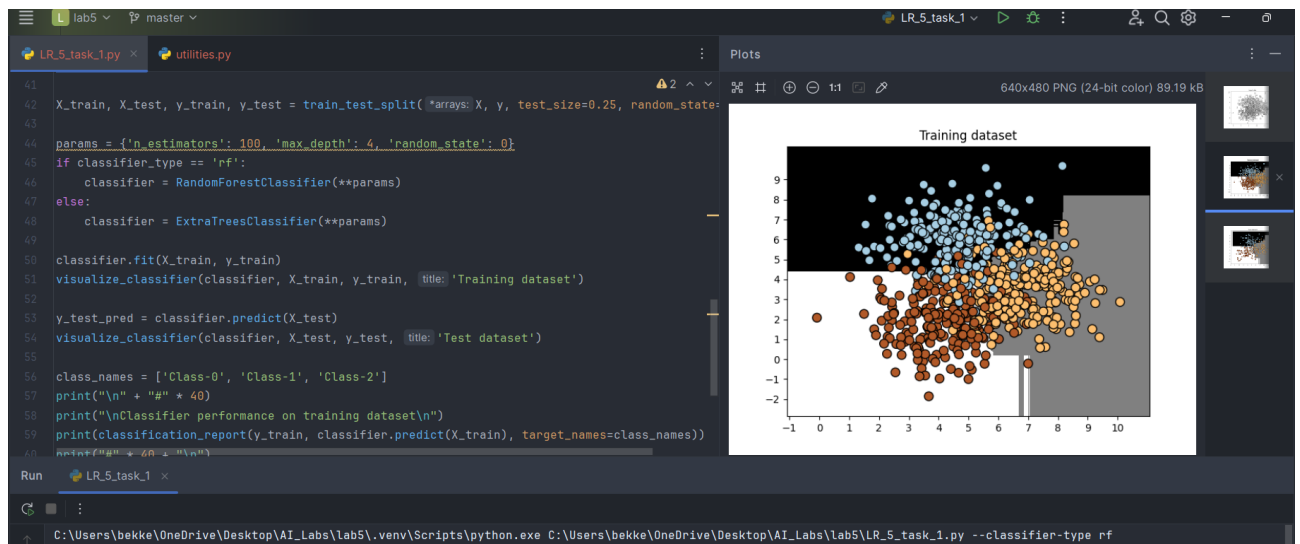 L lab5 master LR_5_task_1
LR_5_task_1.py utilities.py
Plots
41
2
42 X_train, X_test, y_train, y_test = train_test_split( *arrays: X, y, test_size=0.25, random_state=
43
44 params = {'n_estimators': 100, 'max_depth': 4, 'random_state': 0}
45 if classifier_type == 'rf':
46 classifier = RandomForestClassifier(**params)
47 else:
48 classifier = ExtraTreesClassifier(**params)
49
50 classifier.fit(X_train, y_train)
51 visualize_classifier(classifier, X_train, y_train, title: 'Training dataset')
52
53 y_test_pred = classifier.predict(X_test)
54 visualize_classifier(classifier, X_test, y_test, title: 'Test dataset')
55
56 class_names = ['Class-0', 'Class-1', 'Class-2']
57 print("\n" + "#" * 40)
58 print("\nClassifier performance on training dataset\n")
59 print(classification_report(y_train, classifier.predict(X_train), target_names=class_names))
60 print("#" * 40 + "\n")
1:1 640x480 PNG (24-bit color) 89.19 kB
Training dataset
9
8
7
6
5
4
3
2
1
0
−1
−2
−1 0 1 2 3 4 5 6 7 8 9 10
Run LR_5_task_1
C:\Users\bekke\OneDrive\Desktop\AI_Labs\lab5\.venv\Scripts\python.exe C:\Users\bekke\OneDrive\Desktop\AI_Labs\lab5\LR_5_task_1.py --classifier-type rf